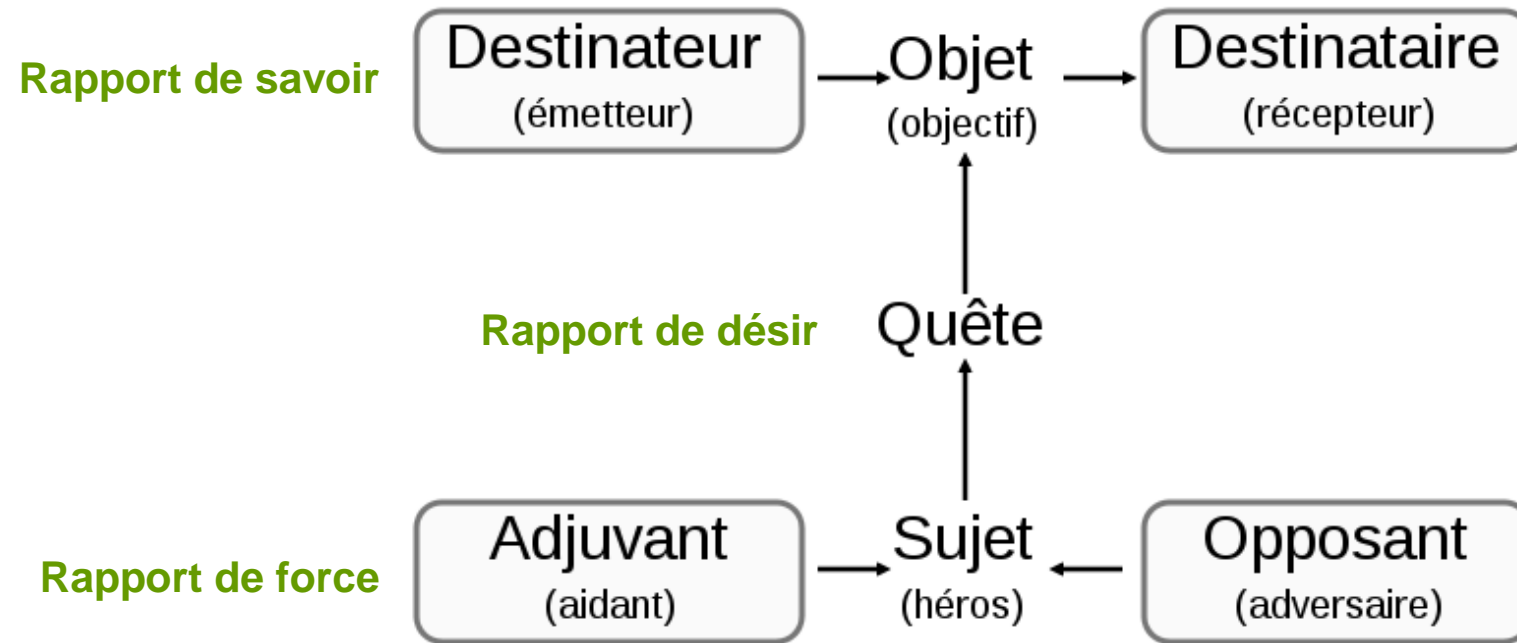 Rapport de savoir
Destinateur
(émetteur)
Objet
(objectif)
Destinataire
(récepteur)
Rapport de désir
Quête
Rapport de force
Adjuvant
(aidant)
Sujet
(héros)
Opposant
(adversaire)